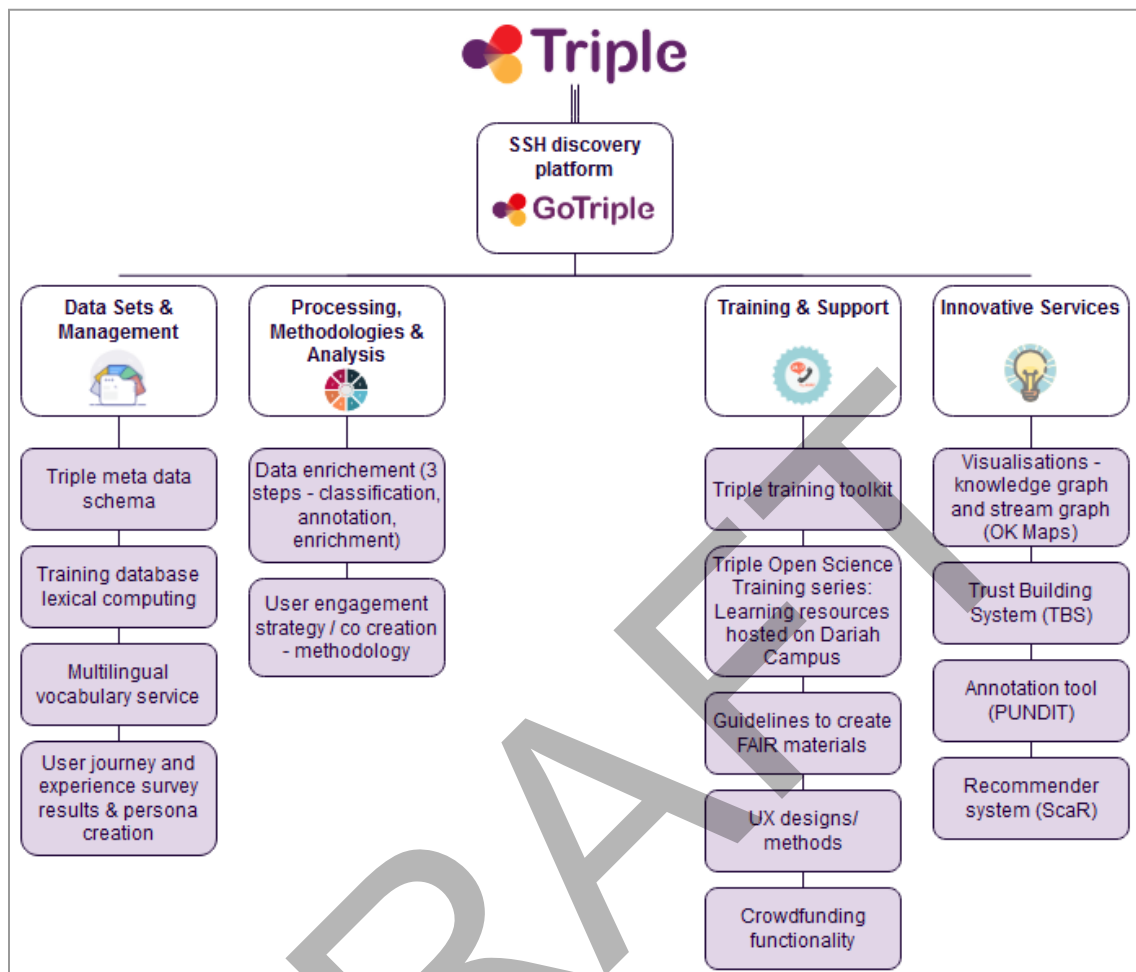 Triple
SSH discovery
platform
GoTriple
Data Sets &
Management
Triple meta data
schema
Training database
lexical computing
Multilingual
vocabulary service
User journey and
experience survey
results & persona
creation
Processing,
Methodologies &
Analysis
Data enrichement (3
steps - classification,
annotation,
enrichment)
User engagement
strategy / co creation
- methodology
Training & Support
Triple training toolkit
Triple Open Science
Training series:
Learning resources
hosted on Dariah
Campus
Guidelines to create
FAIR materials
UX designs/
methods
Crowdfunding
functionality
Innovative Services
Visualisations -
knowledge graph
and stream graph
(OK Maps)
Trust Building
System (TBS)
Annotation tool
(PUNDIT)
Recommender
system (ScaR)
RAFT